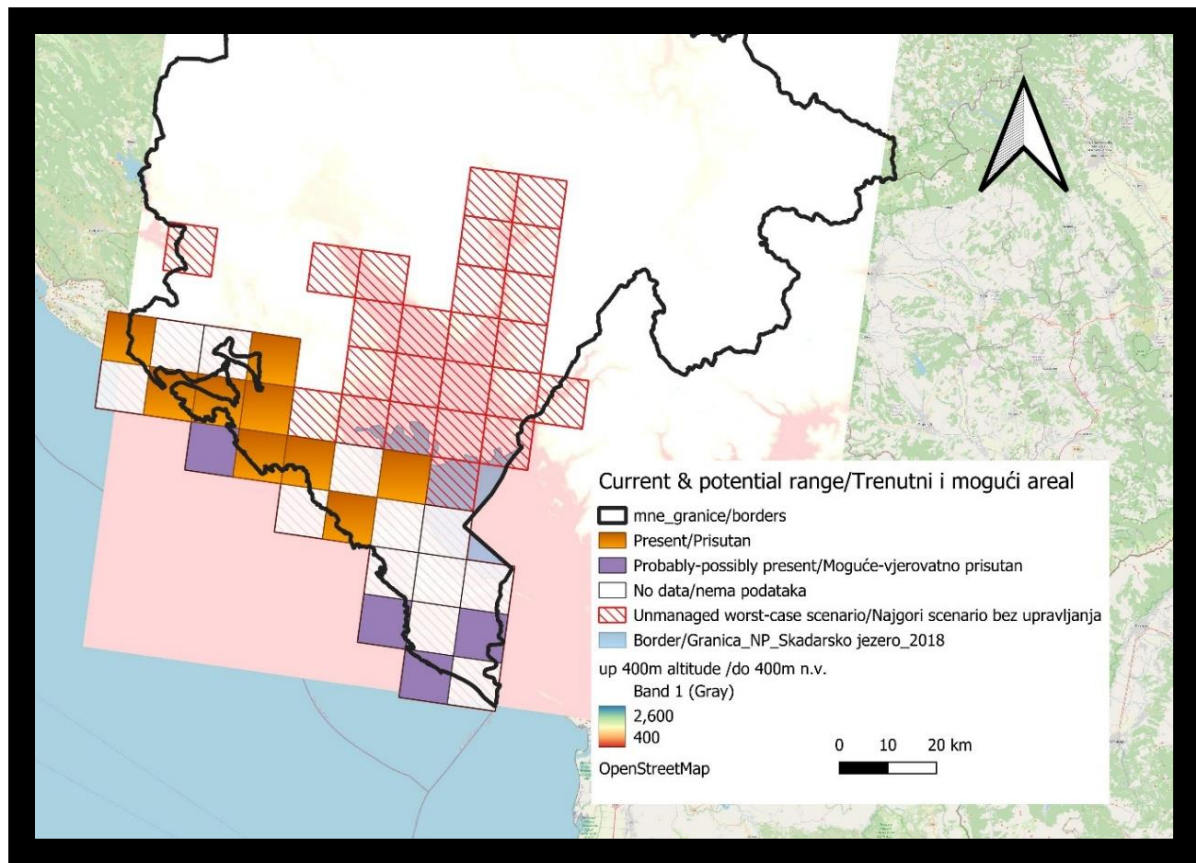 Current & potential range/Trenutni i mogući areal
mne_granice/borders
Present/Prisutan
Probably-possibly present/Moguće-vjerovatno prisutan
No data/nema podataka
Unmanaged worst-case scenario/Najgori scenario bez upravljanja
Border/Granica_NP_Skadarsko jezero_2018
up 400m altitude /do 400m n.v.
Band 1 (Gray)
2,600
400
0 10 20 km
OpenStreetMap